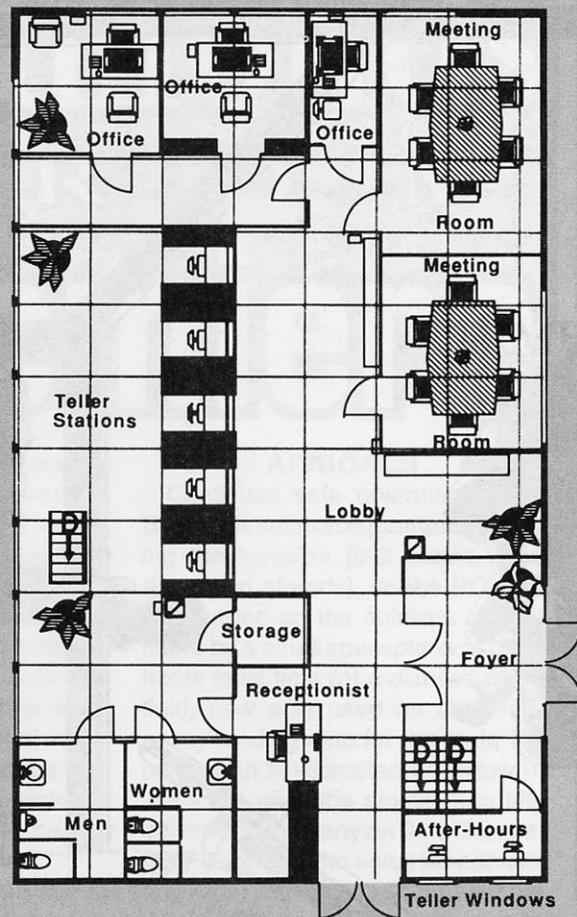 Meeting
Office
Office
Office
Room
Meeting
Teller
Stations
Room
Lobby
Storage
Foyer
Receptionist
Women
Men
After-Hours
Teller Windows